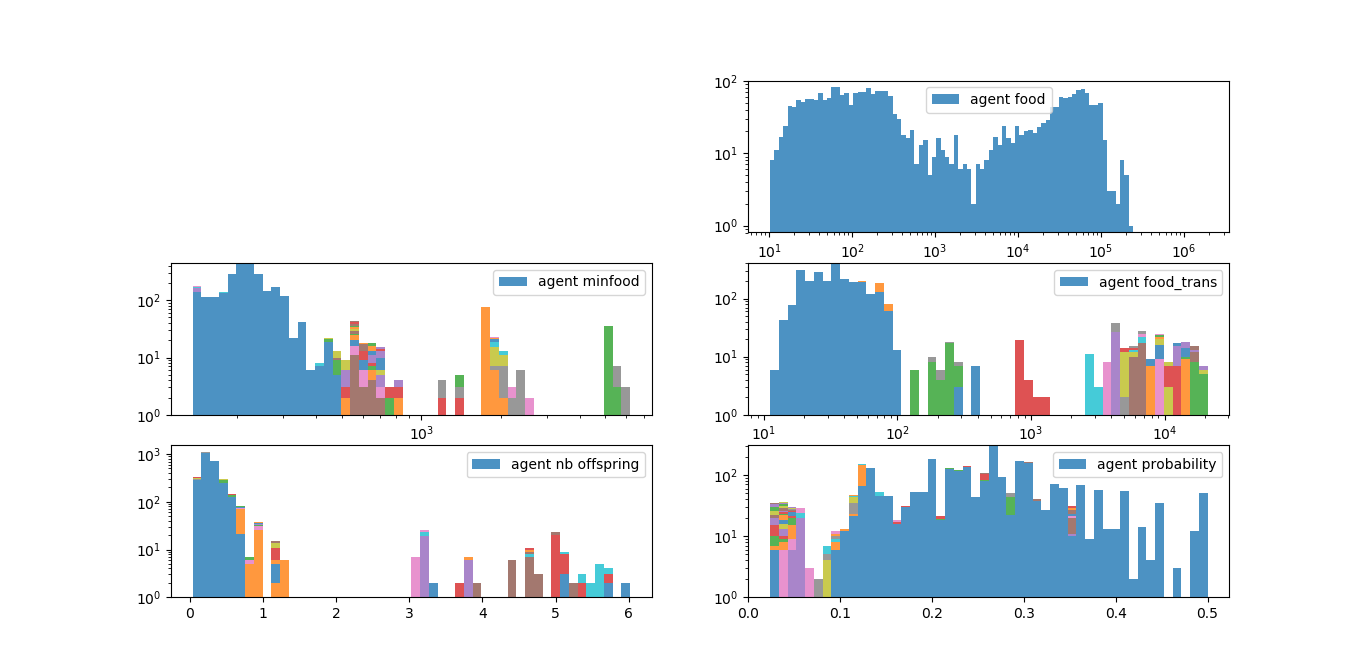 10²
10¹
10⁰
agent food
10¹ 10² 10³ 10⁴ 10⁵ 10⁶
10²
10¹
10⁰
agent minfood
10³
10²
10¹
10⁰
agent food_trans
10¹ 10² 10³ 10⁴
10³
10²
10¹
10⁰
agent nb offspring
0 1 2 3 4 5 6
10²
10¹
10⁰
agent probability
0.0 0.1 0.2 0.3 0.4 0.5